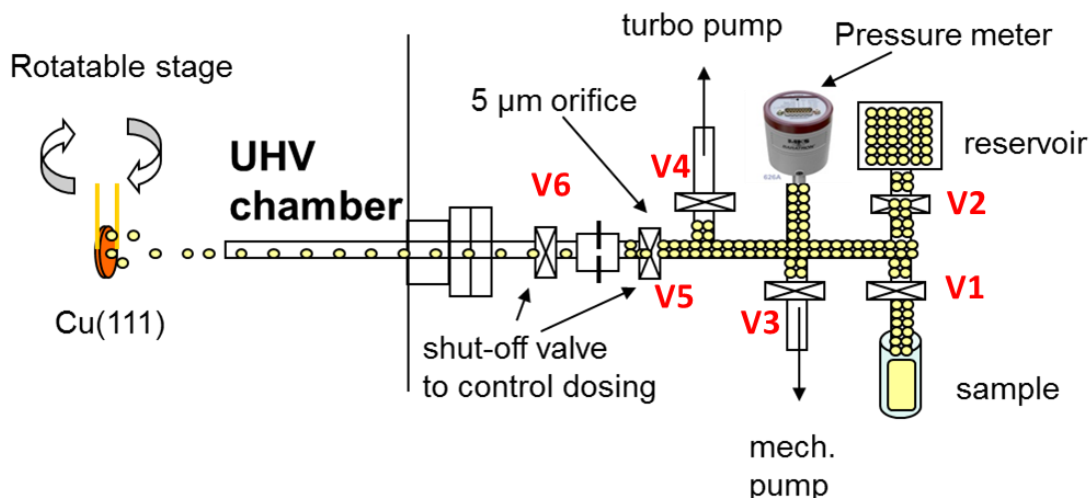 turbo pump
Pressure meter
Rotatable stage
5 µm orifice
reservoir
UHV
chamber
V4
V6
V2
626A
V5
V1
V3
Cu(111)
shut-off valve
to control dosing
sample
mech.
pump